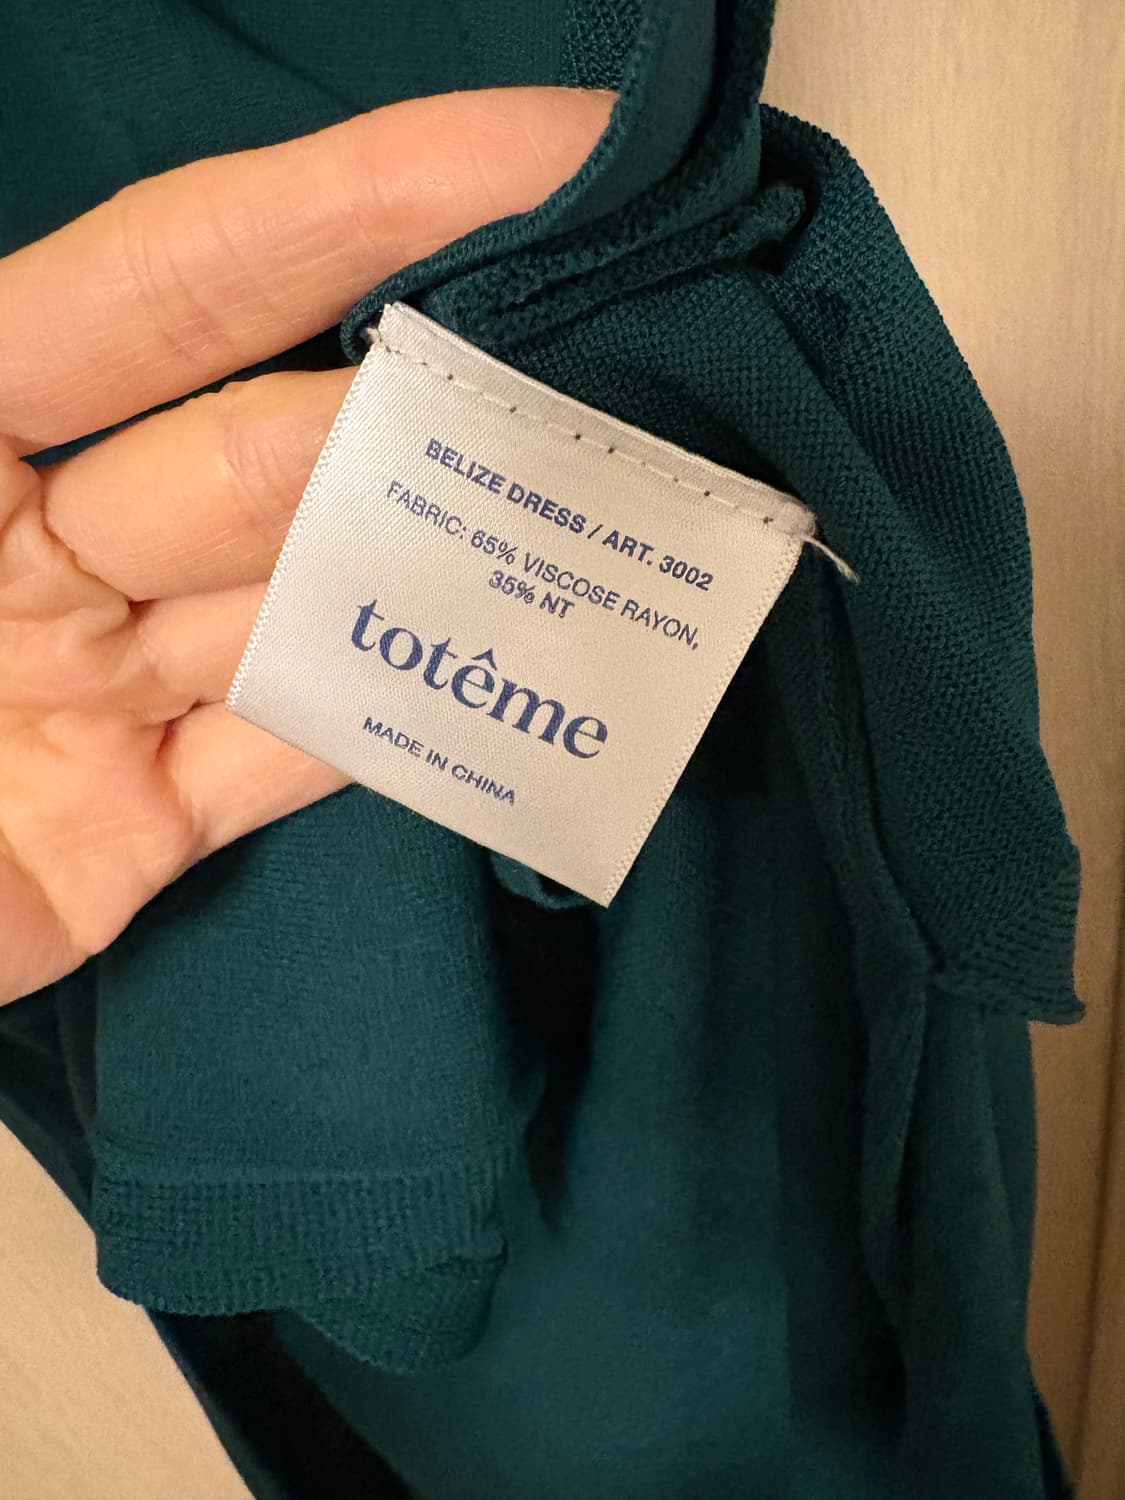 BELIZE DRESS / ART. 3002
FABRIC: 65% VISCOSE RAYON,
35% NT
totême
MADE IN CHINA